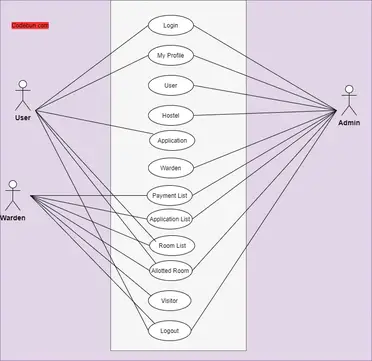 Codebun.com
Login
My Profile
User
Hostel
Application
Warden
Payment List
Application List
Room List
Allotted Room
Visitor
Logout
User
Warden
Admin